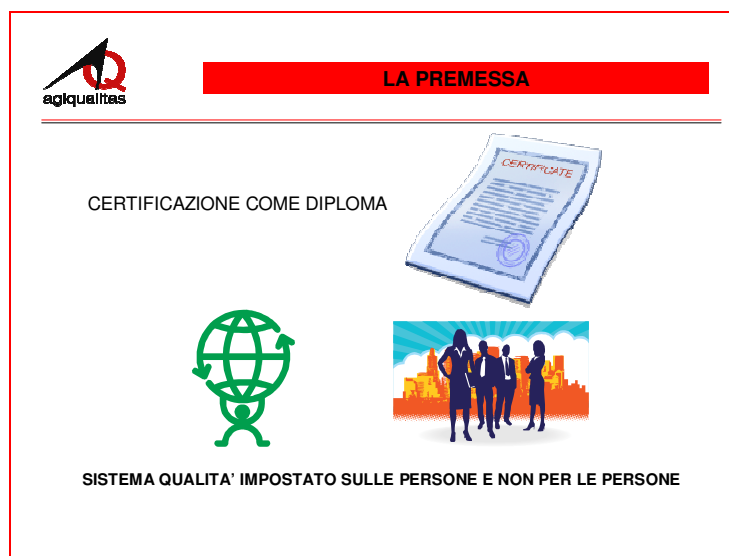 agiqualitas
LA PREMESSA
CERTIFICATE
CERTIFICAZIONE COME DIPLOMA
SISTEMA QUALITA' IMPOSTATO SULLE PERSONE E NON PER LE PERSONE